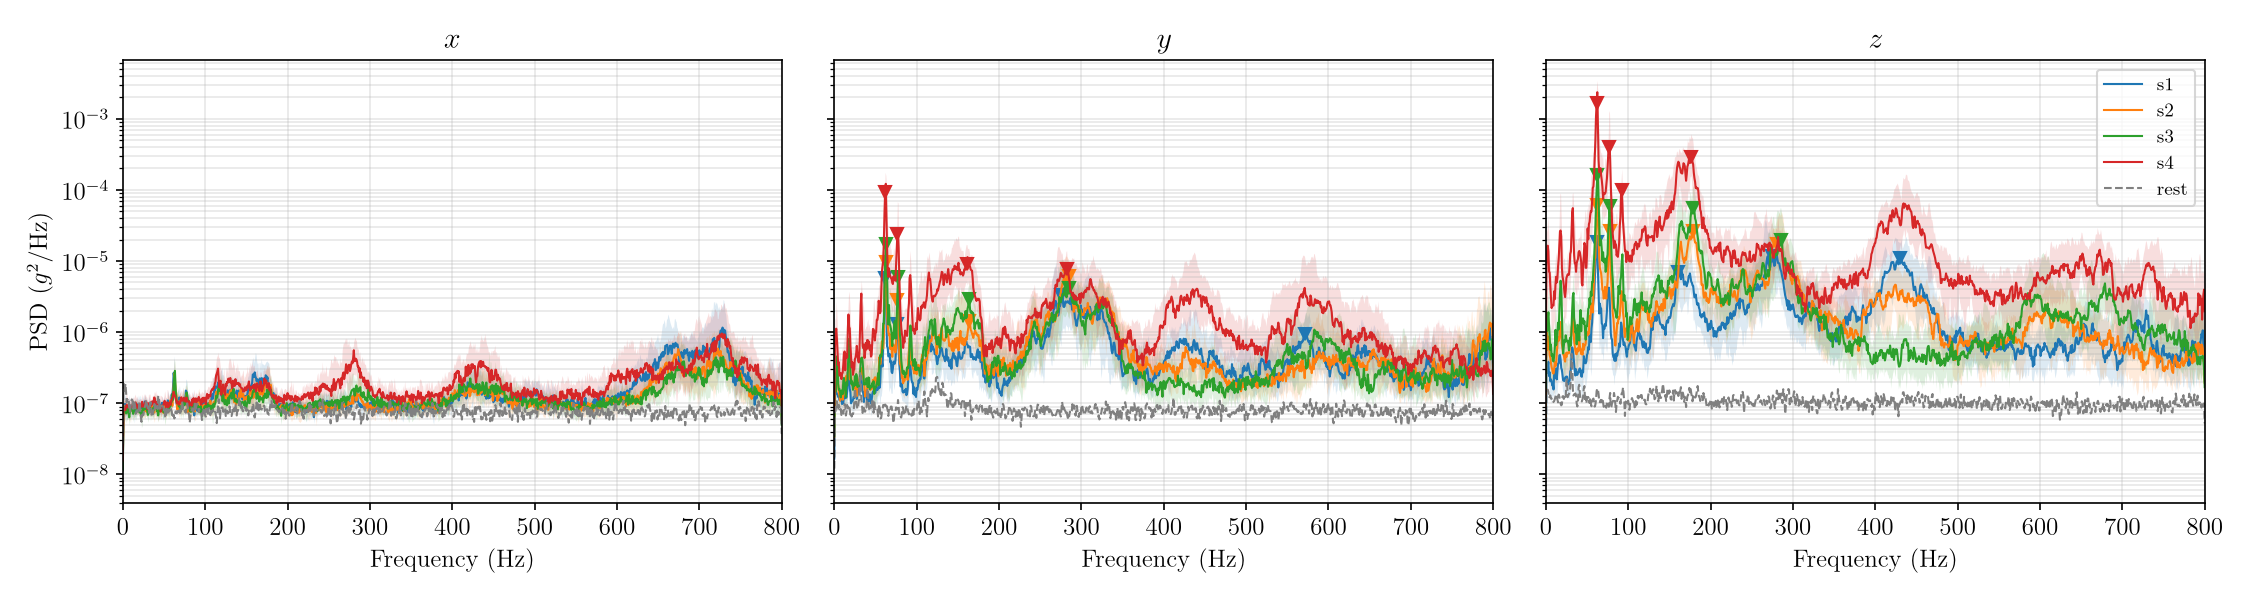 x
y
z
PSD (g²/Hz)
10⁻³
10⁻⁴
10⁻⁵
10⁻⁶
10⁻⁷
10⁻⁸
s1
s2
s3
s4
rest
0 100 200 300 400 500 600 700 800
0 100 200 300 400 500 600 700 800
0 100 200 300 400 500 600 700 800
Frequency (Hz)
Frequency (Hz)
Frequency (Hz)